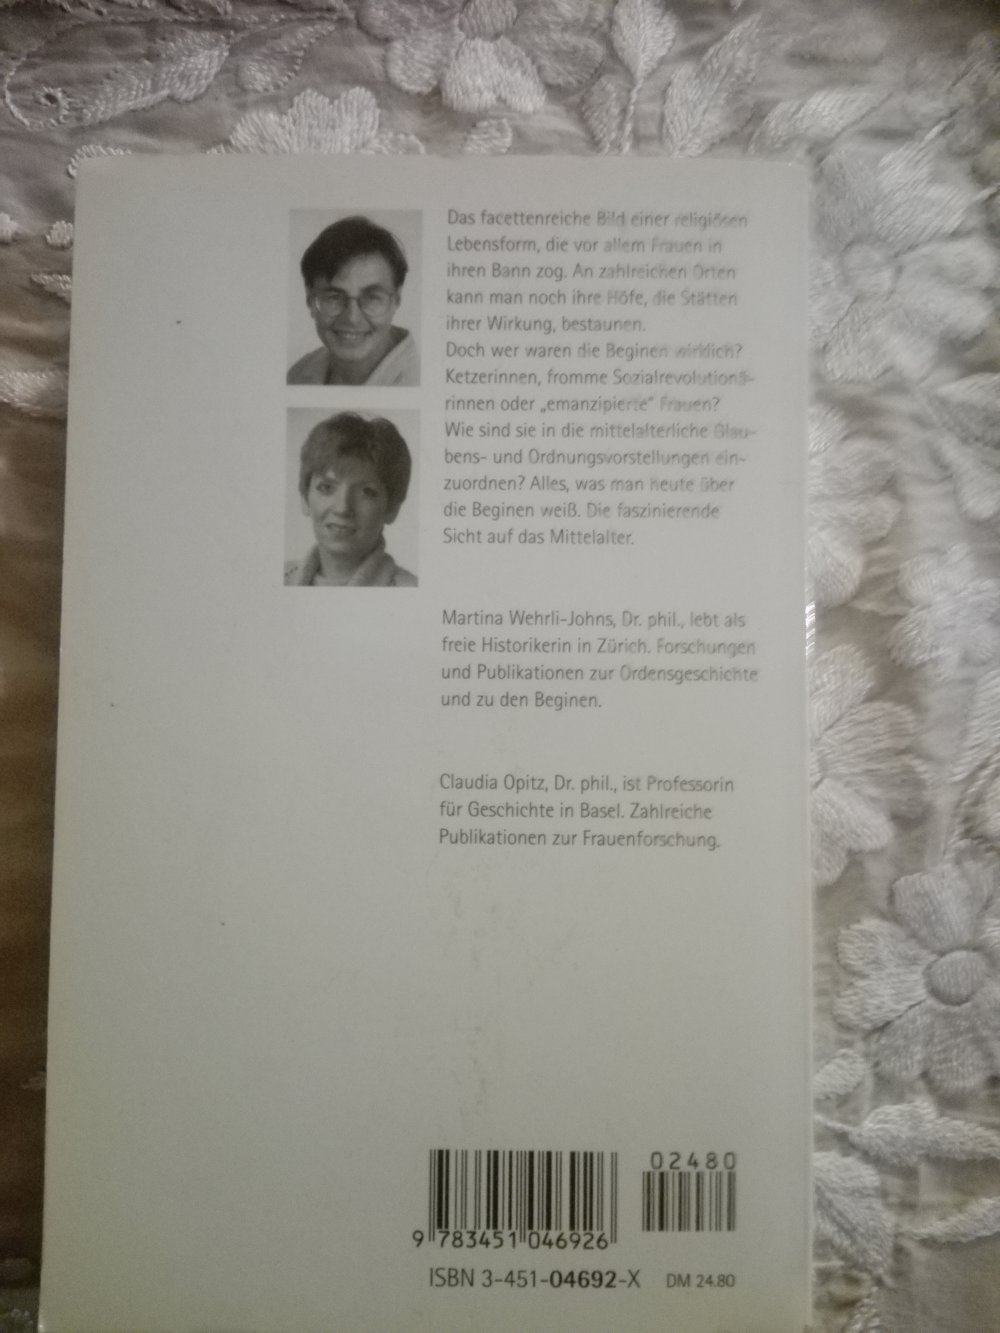 Das facettenreiche Bild einer religiösen
Lebensform, die vor allem Frauen in
ihren Bann zog. An zahlreichen Orten
kann man noch ihre Höfe, die Stätten
ihrer Wirkung, bestaunen.
Doch wer waren die Beginen wirklich?
Ketzerinnen, fromme Sozialrevolutionä-
rinnen oder „emanzipierte“ Frauen?
Wie sind sie in die mittelalterliche Glau-
bens- und Ordnungsvorstellungen ein-
zuordnen? Alles, was man heute über
die Beginen weiß. Die faszinierende
Sicht auf das Mittelalter.
Martina Wehrli-Johns, Dr. phil., lebt als
freie Historikerin in Zürich. Forschungen
und Publikationen zur Ordensgeschichte
und zu den Beginen.
Claudia Opitz, Dr. phil., ist Professorin
für Geschichte in Basel. Zahlreiche
Publikationen zur Frauenforschung.
02480
9 783451 046926
ISBN 3-451-04692-X DM 24.80